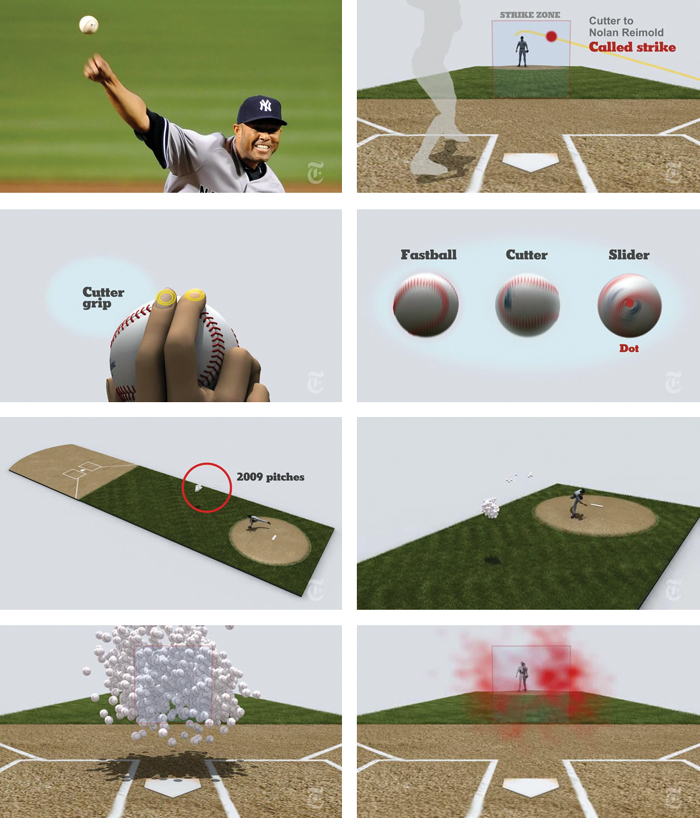 STRIKE ZONE
Cutter to
Nolan Reimold
Called strike
Cutter
grip
Fastball
Cutter
Slider
Dot
2009 pitches